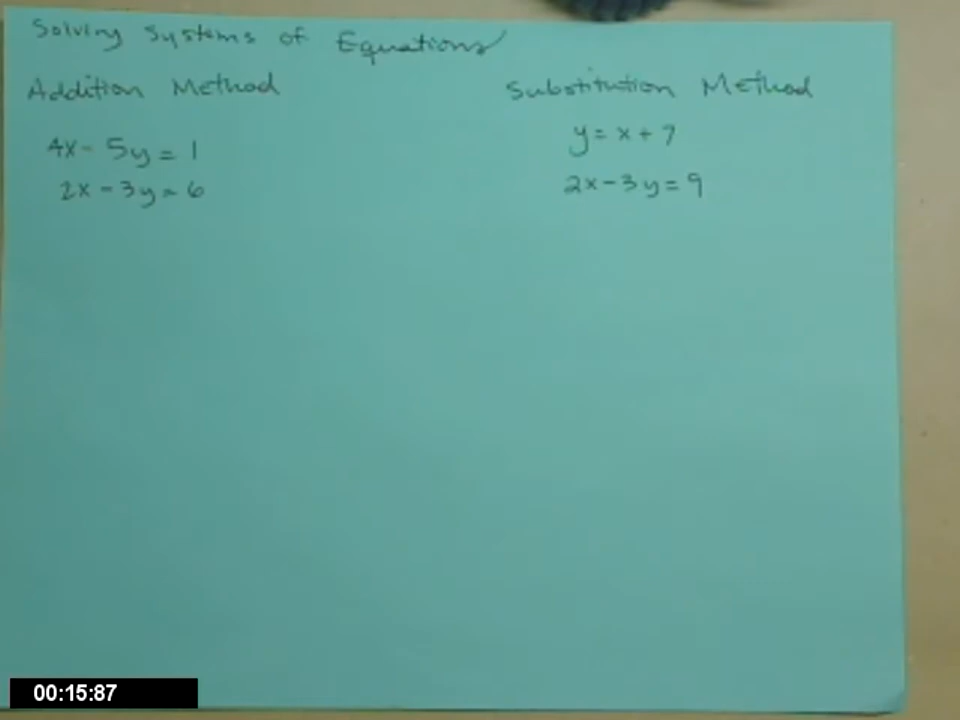 Solving Systems of Equations
Addition Method
4x - 5y = 1
2x - 3y = 6
Substitution Method
y = x + 7
2x - 3y = 9
00:15:87